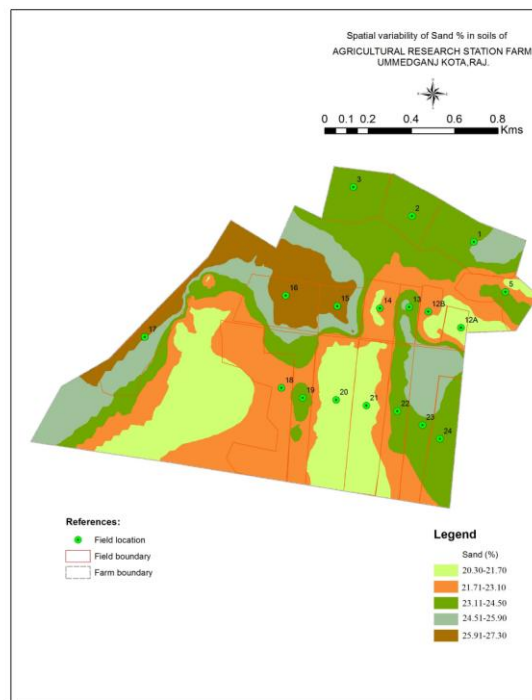 Spatial variability of Sand % in soils of
AGRICULTURAL RESEARCH STATION FARM
UMMEDGANJ KOTA,RAJ.
0 0.1 0.2 0.4 0.6 0.8
Kms
3
2
1
5
16
15
14
13
12B
12A
17
18
19
20
21
22
23
24
References:
Field location
Field boundary
Farm boundary
Legend
Sand (%)
20.30-21.70
21.71-23.10
23.11-24.50
24.51-25.90
25.91-27.30